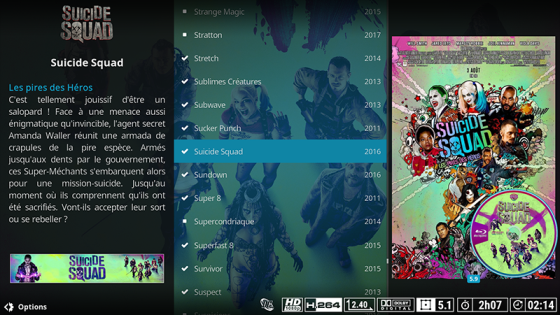 SUICIDE
SQUAD
Suicide Squad
Les pires des Héros
C'est tellement jouissif d'être un
salopard ! Face à une menace aussi
énigmatique qu'invincible, l'agent secret
Amanda Waller réunit une armada de
crapules de la pire espèce. Armés
jusqu'aux dents par le gouvernement,
ces Super-Méchants s'embarquent alors
pour une mission-suicide. Jusqu'au
moment où ils comprennent qu'ils ont
été sacrifiés. Vont-ils accepter leur sort
ou se rebeller ?
SUICIDE
SQUAD
Options
Strange Magic 2015
Stratton 2017
Stretch 2014
Sublimes Créatures 2013
Subwave 2013
Sucker Punch 2011
Suicide Squad 2016
Sundown 2016
Super 8 2011
Supercondriaque 2014
Superfast 8 2015
Survivor 2015
Suspect 2013
3 AOÛT
SUICIDE
SQUAD
SUICIDE
SQUAD
5.9
HD
H.264
2.40
DOLBY
DIGITAL
5.1
2h07
02:14